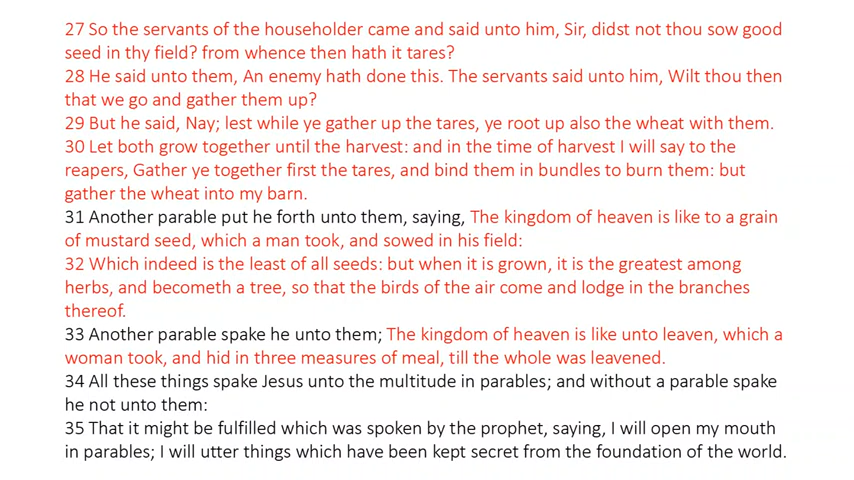 27 So the servants of the householder came and said unto him, Sir, didst not thou sow good
seed in thy field? from whence then hath it tares?
28 He said unto them, An enemy hath done this. The servants said unto him, Wilt thou then
that we go and gather them up?
29 But he said, Nay; lest while ye gather up the tares, ye root up also the wheat with them.
30 Let both grow together until the harvest: and in the time of harvest I will say to the
reapers, Gather ye together first the tares, and bind them in bundles to burn them: but
gather the wheat into my barn.
31 Another parable put he forth unto them, saying, The kingdom of heaven is like to a grain
of mustard seed, which a man took, and sowed in his field:
32 Which indeed is the least of all seeds: but when it is grown, it is the greatest among
herbs, and becometh a tree, so that the birds of the air come and lodge in the branches
thereof.
33 Another parable spake he unto them; The kingdom of heaven is like unto leaven, which a
woman took, and hid in three measures of meal, till the whole was leavened.
34 All these things spake Jesus unto the multitude in parables; and without a parable spake
he not unto them:
35 That it might be fulfilled which was spoken by the prophet, saying, I will open my mouth
in parables; I will utter things which have been kept secret from the foundation of the world.